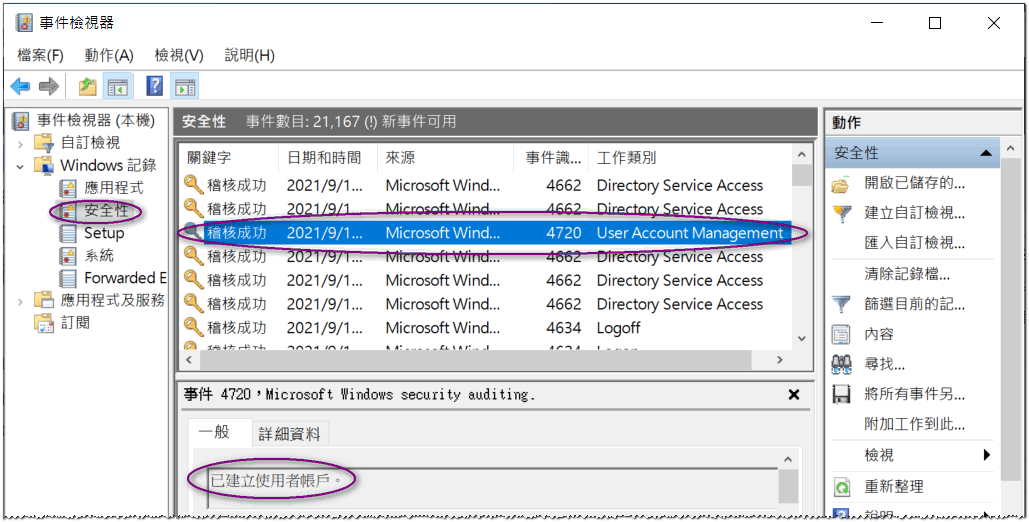 事件檢視器
檔案(F) 動作(A) 檢視(V) 說明(H)
事件檢視器 (本機)
自訂檢視
Windows 記錄
應用程式
安全性
Setup
系統
Forwarded E
應用程式及服務
訂閱
安全性 事件數目: 21,167 (!) 新事件可用
關鍵字 日期和時間 來源 事件識... 工作類別
稽核成功 2021/9/1... Microsoft Wind... 4662 Directory Service Access
稽核成功 2021/9/1... Microsoft Wind... 4662 Directory Service Access
稽核成功 2021/9/1... Microsoft Wind... 4720 User Account Management
稽核成功 2021/9/1... Microsoft Wind... 4662 Directory Service Access
稽核成功 2021/9/1... Microsoft Wind... 4662 Directory Service Access
稽核成功 2021/9/1... Microsoft Wind... 4662 Directory Service Access
稽核成功 2021/9/1... Microsoft Wind... 4634 Logoff
稽核成功 2021/9/1... Microsoft Wind... 4624 Logon
事件 4720，Microsoft Windows security auditing.
一般 詳細資料
已建立使用者帳戶。
動作
安全性
開啟已儲存的...
建立自訂檢視...
匯入自訂檢視...
清除記錄檔...
篩選目前的記...
內容
尋找...
將所有事件另...
附加工作到此...
檢視
重新整理
說明